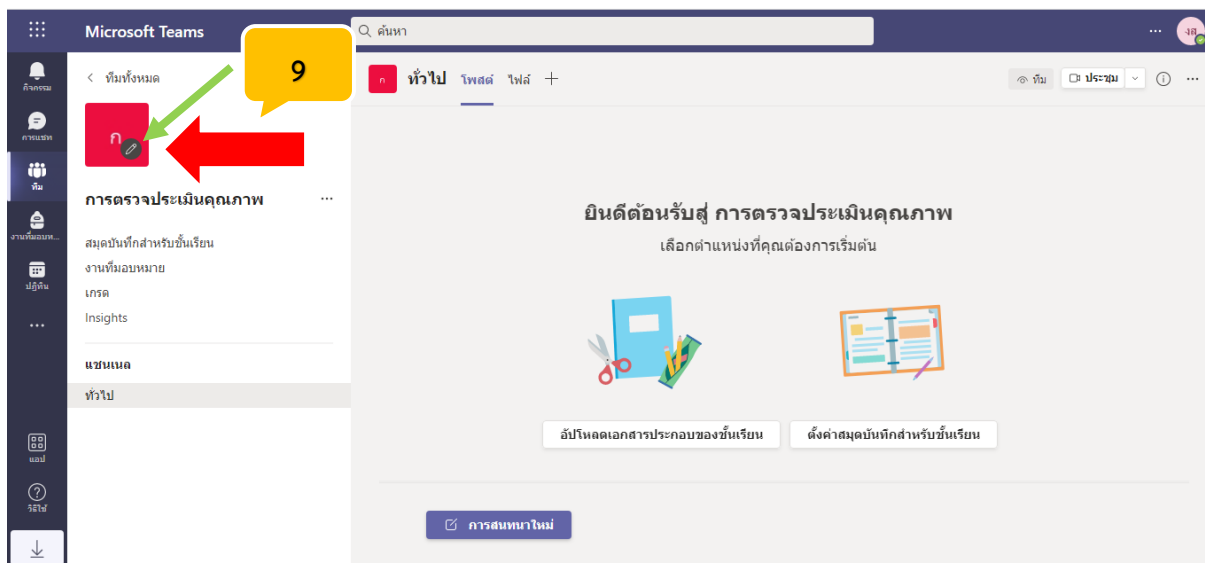 Microsoft Teams
ค้นหา
งส
9
กิจกรรม
การแชท
ทีม
งานที่มอบห...
ปฏิทิน
แอป
วิธีใช้
ทีมทั้งหมด
ก
การตรวจประเมินคุณภาพ
สมุดบันทึกสำหรับชั้นเรียน
งานที่มอบหมาย
เกรด
Insights
แชนเนล
ทั่วไป
ก ทั่วไป โพสต์ ไฟล์
ทีม ประชุม
ยินดีต้อนรับสู่ การตรวจประเมินคุณภาพ
เลือกตำแหน่งที่คุณต้องการเริ่มต้น
อัปโหลดเอกสารประกอบของชั้นเรียน ตั้งค่าสมุดบันทึกสำหรับชั้นเรียน
การสนทนาใหม่